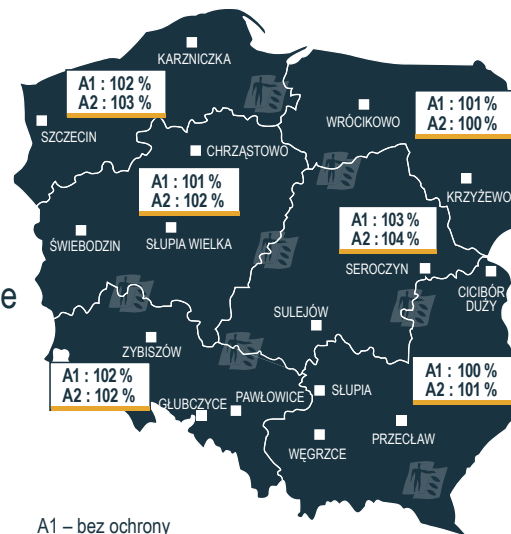 KARZNICZKA
A1 : 102 %
A2 : 103 %
SZCZECIN
A1 : 101 %
A2 : 100 %
WRÓCIKOWO
CHRZĄSTOWO
A1 : 101 %
A2 : 102 %
KRZYŻEWO
A1 : 103 %
A2 : 104 %
ŚWIEBODZIN
SŁUPIA WIELKA
SEROCZYN
CICIBÓR
DUŻY
e
SULEJÓW
ZYBISZÓW
A1 : 102 %
A2 : 102 %
A1 : 100 %
A2 : 101 %
GŁUBCZYCE
PAWŁOWICE
SŁUPIA
PRZECŁAW
WĘGRZCE
A1 – bez ochrony